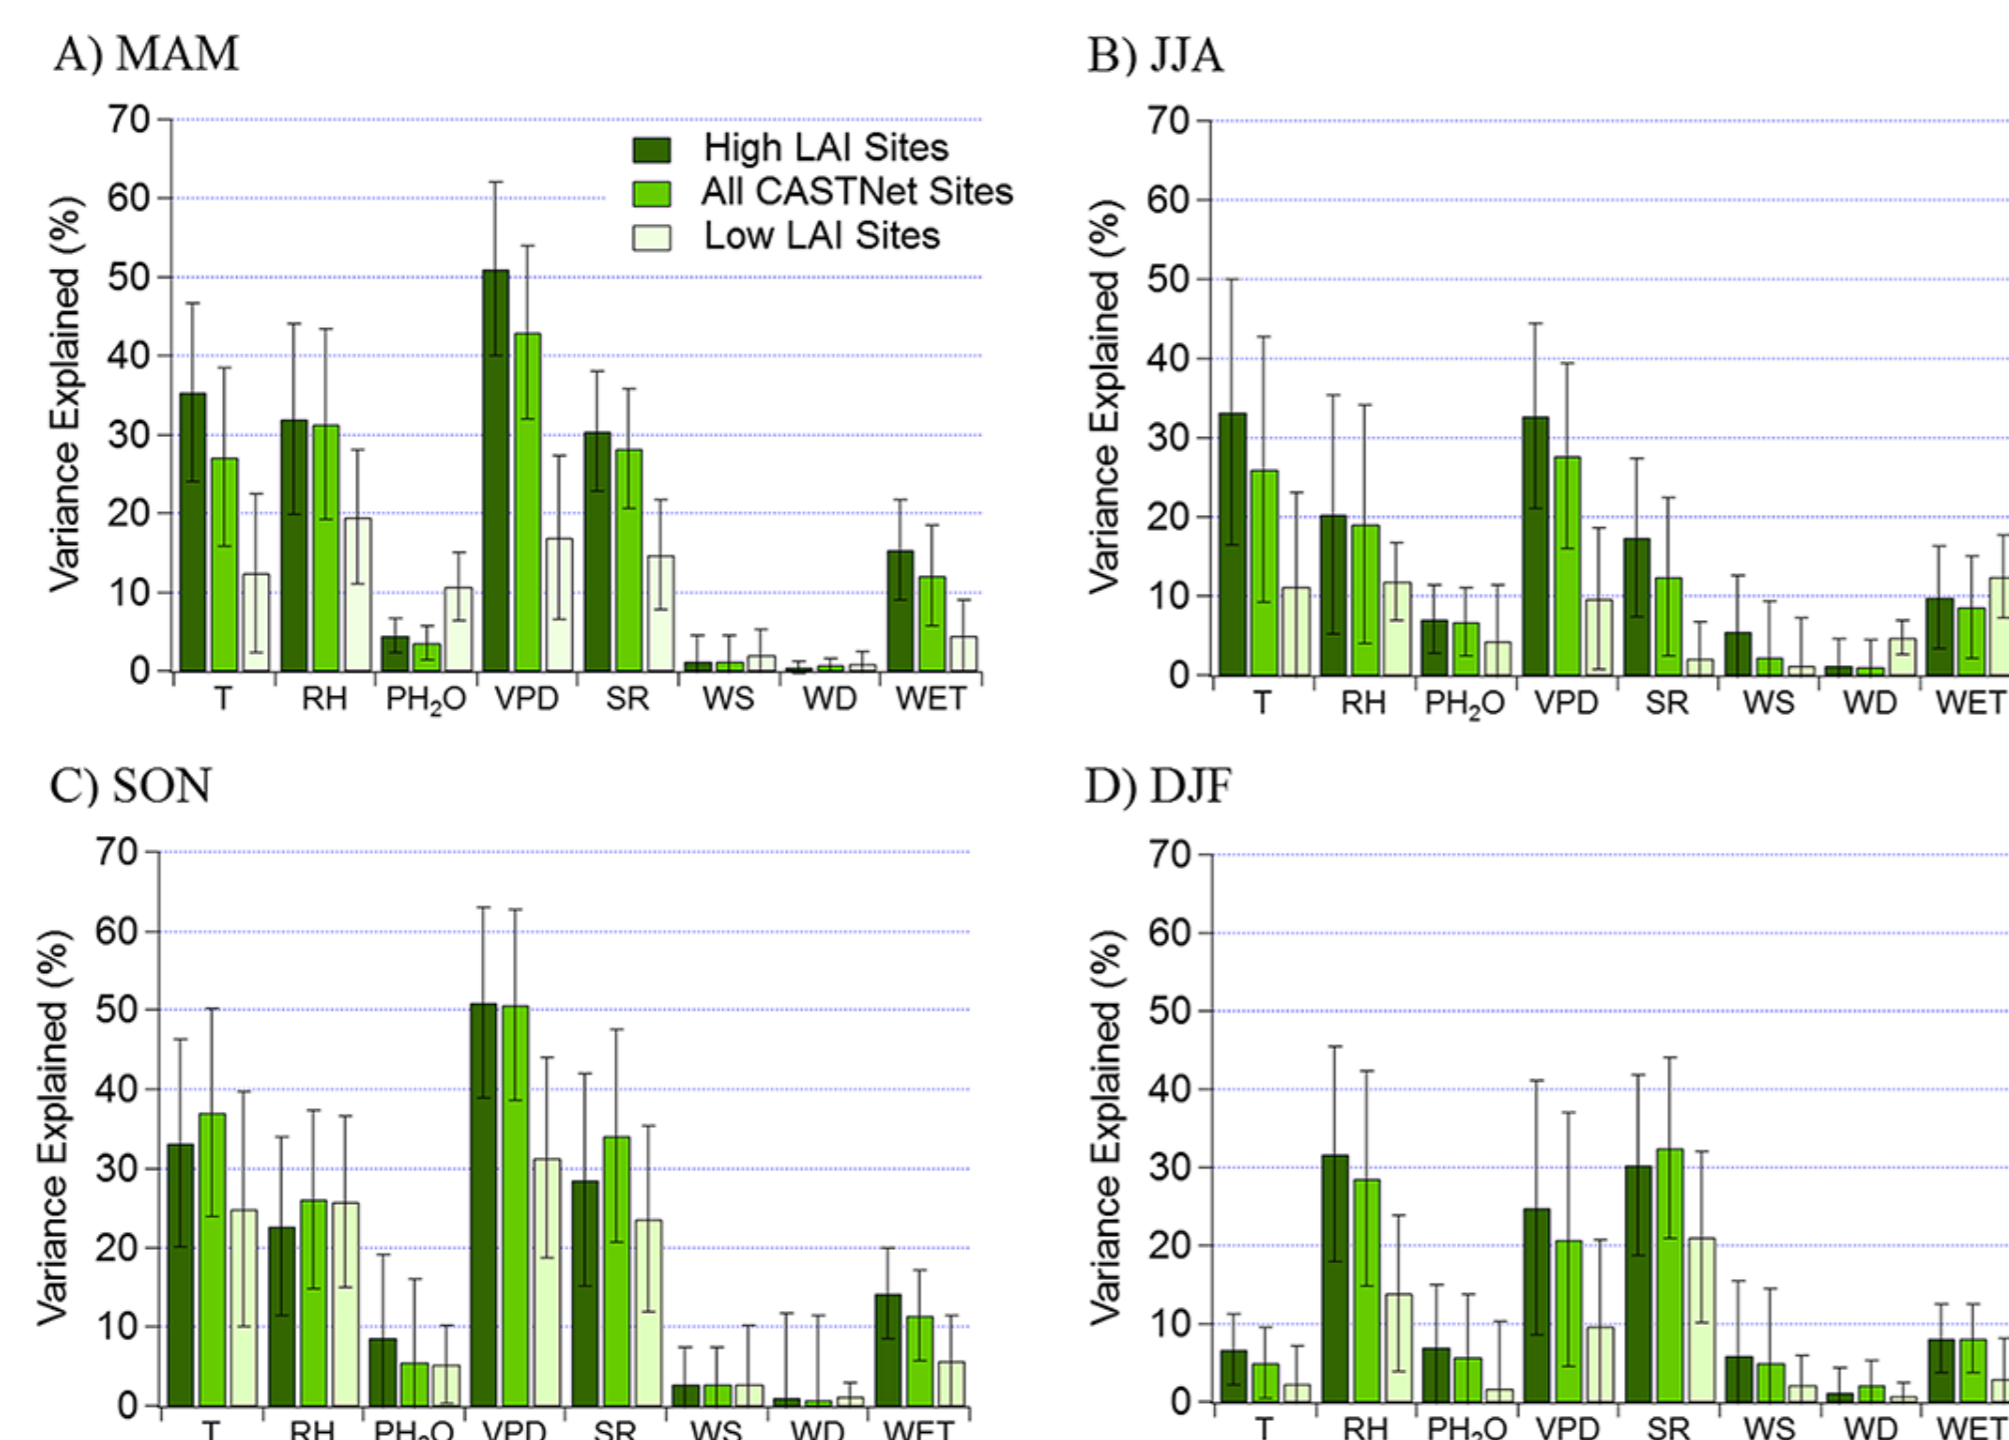 A) MAM
Variance Explained (%)
70
60
50
40
30
20
10
0
High LAI Sites
All CASTNet Sites
Low LAI Sites
T RH PH₂O VPD SR WS WD WET
B) JJA
Variance Explained (%)
70
60
50
40
30
20
10
0
T RH PH₂O VPD SR WS WD WET
C) SON
Variance Explained (%)
70
60
50
40
30
20
10
0
T RH PH₂O VPD SR WS WD WET
D) DJF
Variance Explained (%)
70
60
50
40
30
20
10
0
T RH PH₂O VPD SR WS WD WET